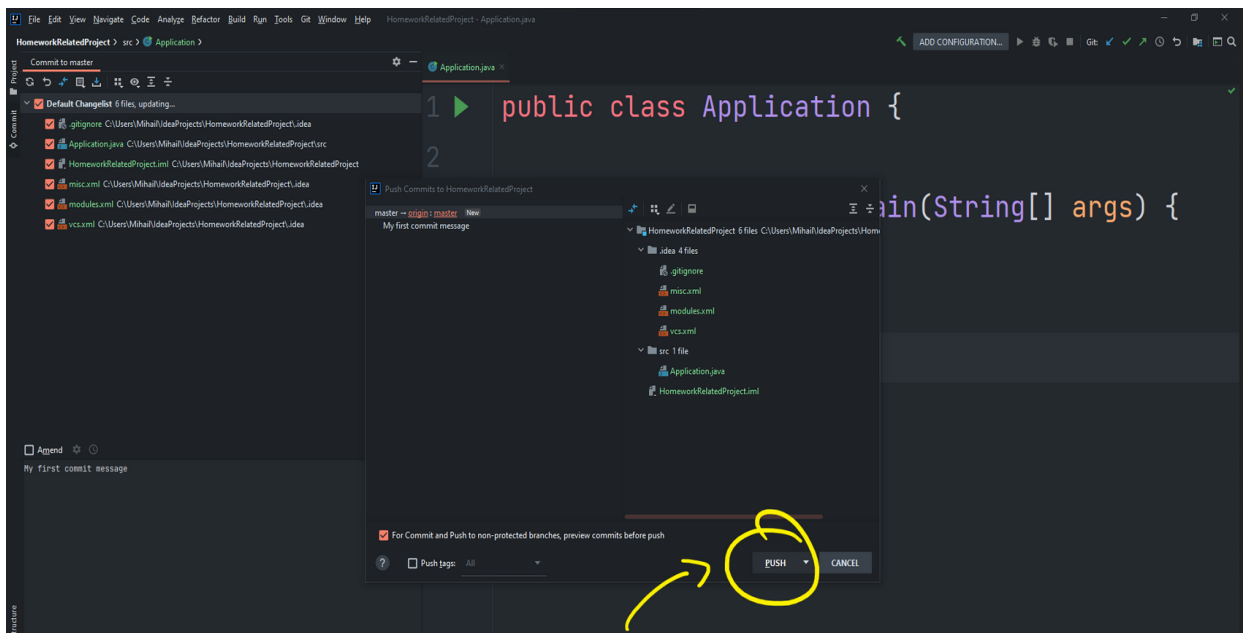 File Edit View Navigate Code Analyze Refactor Build Run Tools Git Window Help HomeworkRelatedProject - Application.java
HomeworkRelatedProject src Application ADD CONFIGURATION... Git:
Project
Commit to master
Application.java
Commit
Default Changelist 6 files, updating...
.gitignore C:\Users\Mihail\IdeaProjects\HomeworkRelatedProject\.idea
Application.java C:\Users\Mihail\IdeaProjects\HomeworkRelatedProject\src
HomeworkRelatedProject.iml C:\Users\Mihail\IdeaProjects\HomeworkRelatedProject
misc.xml C:\Users\Mihail\IdeaProjects\HomeworkRelatedProject\.idea
modules.xml C:\Users\Mihail\IdeaProjects\HomeworkRelatedProject\.idea
vcs.xml C:\Users\Mihail\IdeaProjects\HomeworkRelatedProject\.idea
1 public class Application {
2
ain(String[] args) {
Push Commits to HomeworkRelatedProject
master → origin : master New
My first commit message
HomeworkRelatedProject 6 files C:\Users\Mihail\IdeaProjects\Hom
.idea 4 files
.gitignore
misc.xml
modules.xml
vcs.xml
src 1 file
Application.java
HomeworkRelatedProject.iml
Amend
My first commit message
For Commit and Push to non-protected branches, preview commits before push
? Push tags: All PUSH CANCEL
ructure